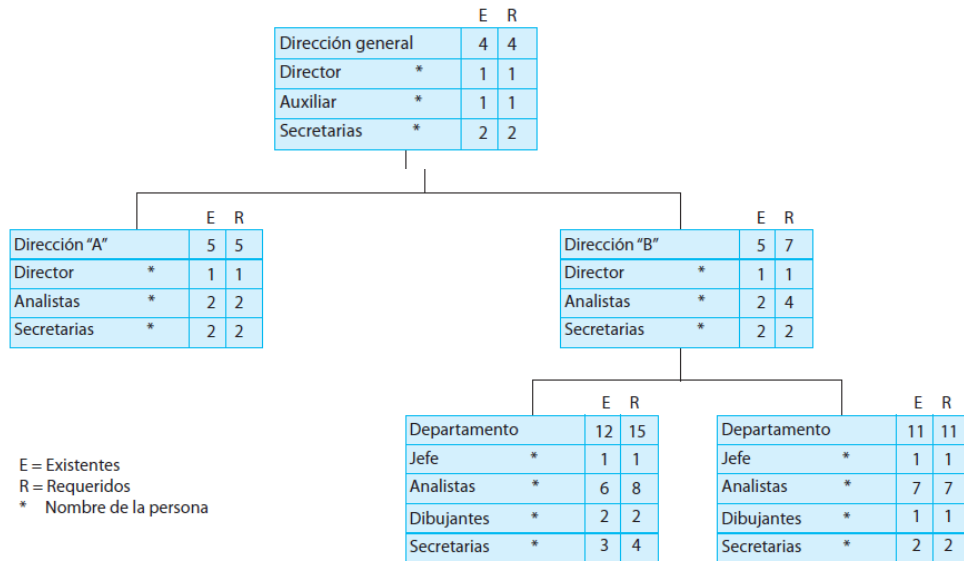 E R
Dirección general 4 4
Director * 1 1
Auxiliar * 1 1
Secretarias * 2 2
E R
Dirección “A” 5 5
Director * 1 1
Analistas * 2 2
Secretarias * 2 2
E R
Dirección “B” 5 7
Director * 1 1
Analistas * 2 4
Secretarias * 2 2
E R
Departamento 12 15
Jefe * 1 1
Analistas * 6 8
Dibujantes * 2 2
Secretarias * 3 4
E R
Departamento 11 11
Jefe * 1 1
Analistas * 7 7
Dibujantes * 1 1
Secretarias * 2 2
E = Existentes
R = Requeridos
* Nombre de la persona